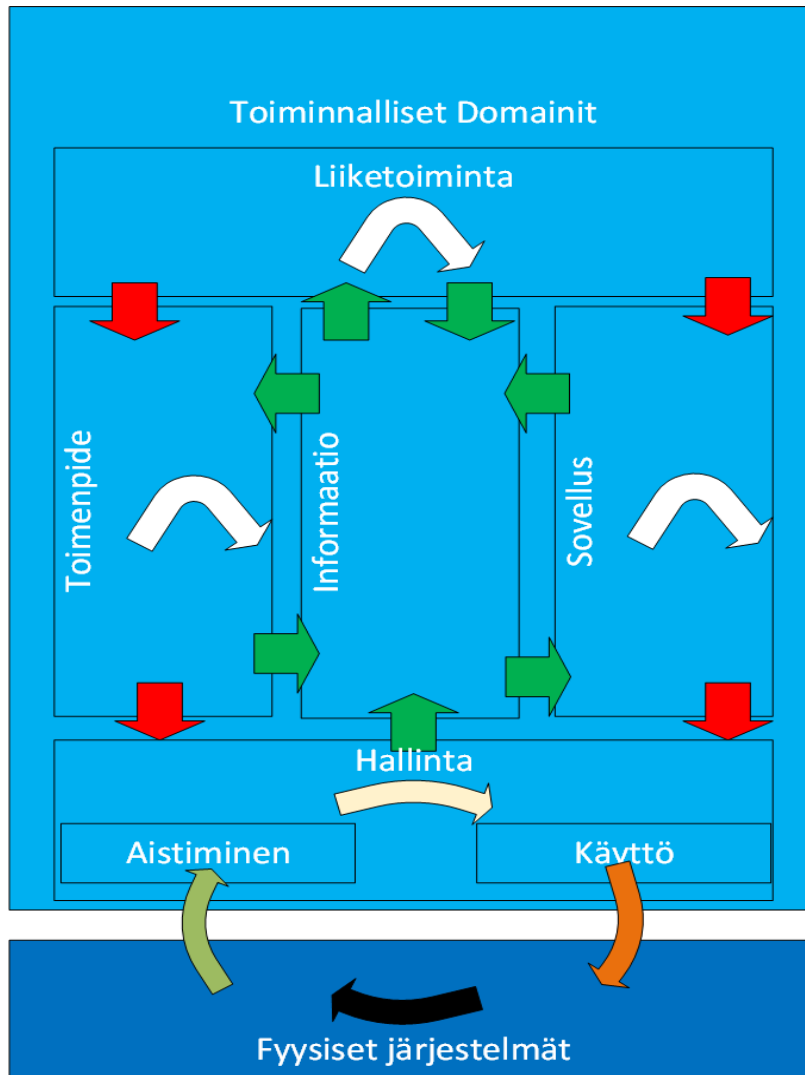 Toiminnalliset Domainit
Liiketoiminta
Toimenpide
Informaatio
Sovellus
Hallinta
Aistiminen
Käyttö
Fyysiset järjestelmät